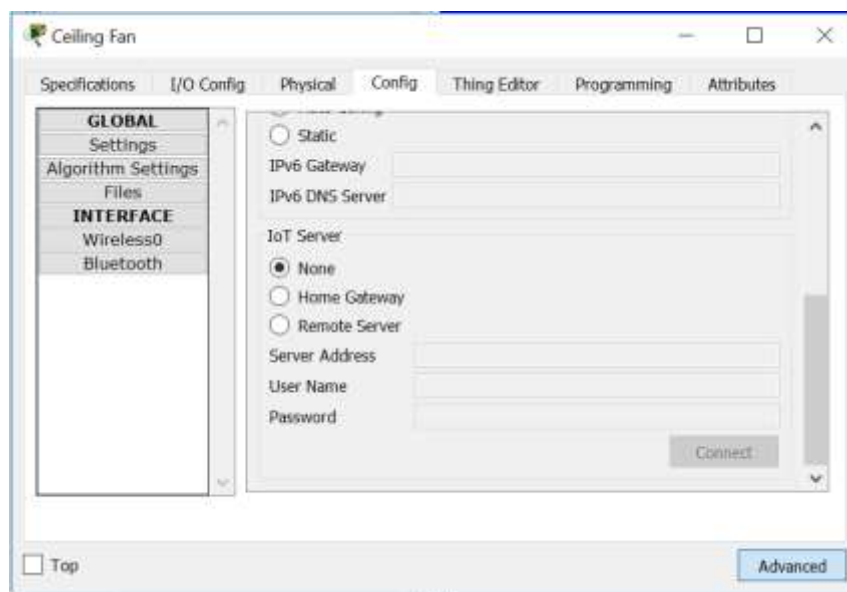 Ceiling Fan
Specifications I/O Config Physical Config Thing Editor Programming Attributes
GLOBAL
Settings
Algorithm Settings
Files
INTERFACE
Wireless0
Bluetooth
Static
IPv6 Gateway
IPv6 DNS Server
IoT Server
None
Home Gateway
Remote Server
Server Address
User Name
Password
Connect
Top
Advanced